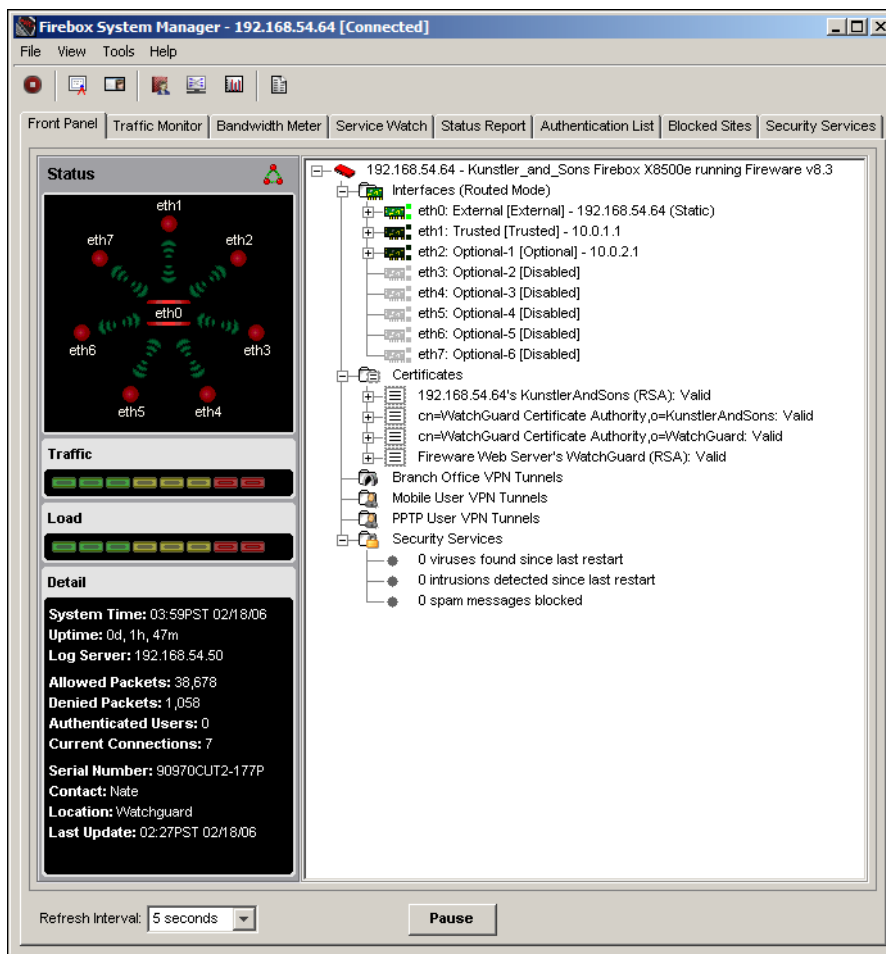 Firebox System Manager - 192.168.54.64 [Connected]
File View Tools Help
Front Panel Traffic Monitor Bandwidth Meter Service Watch Status Report Authentication List Blocked Sites Security Services
Status
eth1
eth7
eth2
eth0
eth6
eth3
eth5
eth4
Traffic
Load
Detail
System Time: 03:59PST 02/18/06
Uptime: 0d, 1h, 47m
Log Server: 192.168.54.50
Allowed Packets: 38,678
Denied Packets: 1,058
Authenticated Users: 0
Current Connections: 7
Serial Number: 90970CUT2-177P
Contact: Nate
Location: Watchguard
Last Update: 02:27PST 02/18/06
192.168.54.64 - Kunstler_and_Sons Firebox X8500e running Fireware v8.3
Interfaces (Routed Mode)
eth0: External [External] - 192.168.54.64 (Static)
eth1: Trusted [Trusted] - 10.0.1.1
eth2: Optional-1 [Optional] - 10.0.2.1
eth3: Optional-2 [Disabled]
eth4: Optional-3 [Disabled]
eth5: Optional-4 [Disabled]
eth6: Optional-5 [Disabled]
eth7: Optional-6 [Disabled]
Certificates
192.168.54.64's KunstlerAndSons (RSA): Valid
cn=WatchGuard Certificate Authority,o=KunstlerAndSons: Valid
cn=WatchGuard Certificate Authority,o=WatchGuard: Valid
Fireware Web Server's WatchGuard (RSA): Valid
Branch Office VPN Tunnels
Mobile User VPN Tunnels
PPTP User VPN Tunnels
Security Services
0 viruses found since last restart
0 intrusions detected since last restart
0 spam messages blocked
Refresh Interval: 5 seconds
Pause